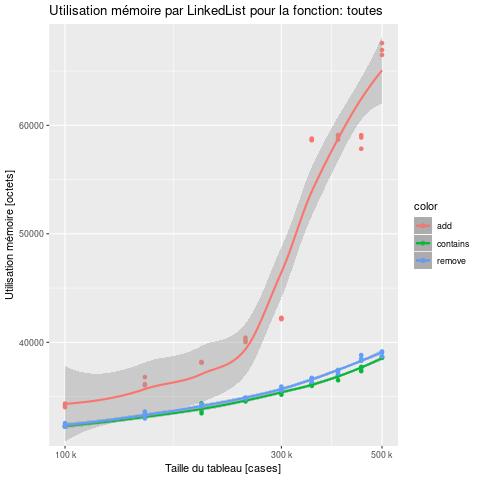 Utilisation mémoire par LinkedList pour la fonction: toutes
Utilisation mémoire [octets]
60000
50000
40000
100 k
300 k
500 k
Taille du tableau [cases]
color
add
contains
remove